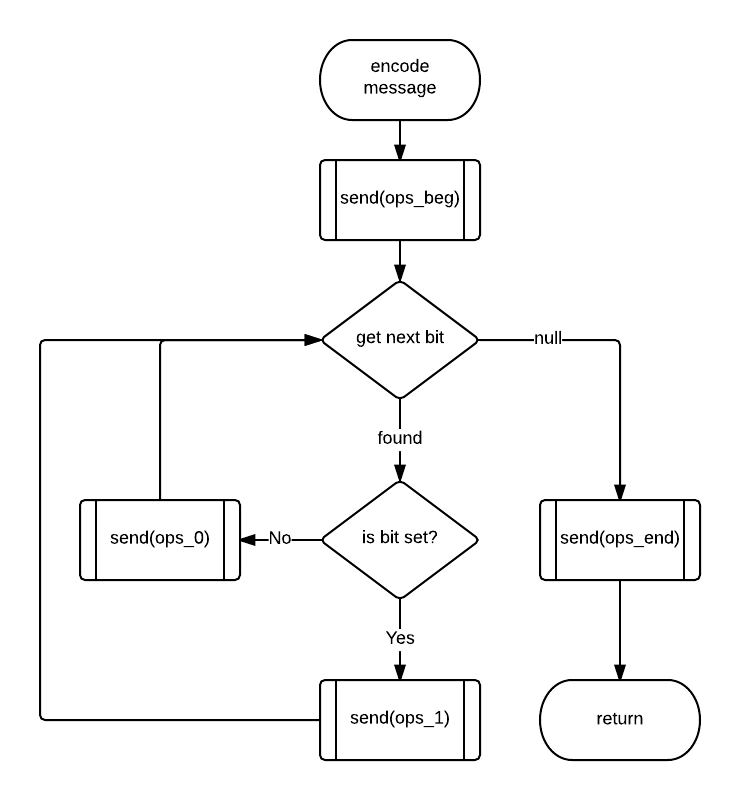 encode
message
send(ops_beg)
get next bit
null
found
send(ops_0)
No
is bit set?
send(ops_end)
Yes
send(ops_1)
return